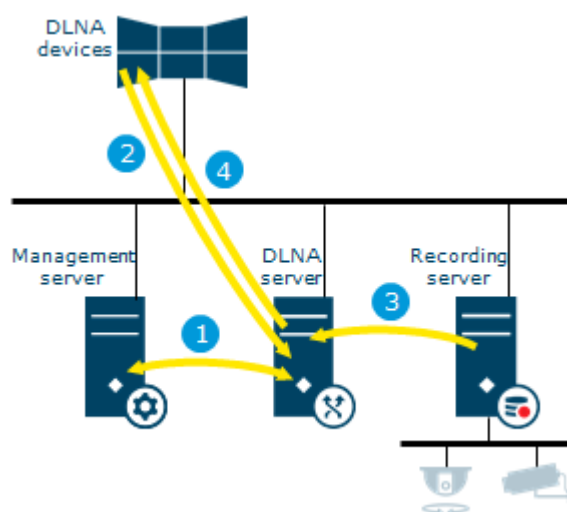 DLNA
devices
2
4
Management
server
DLNA
server
Recording
server
1
3